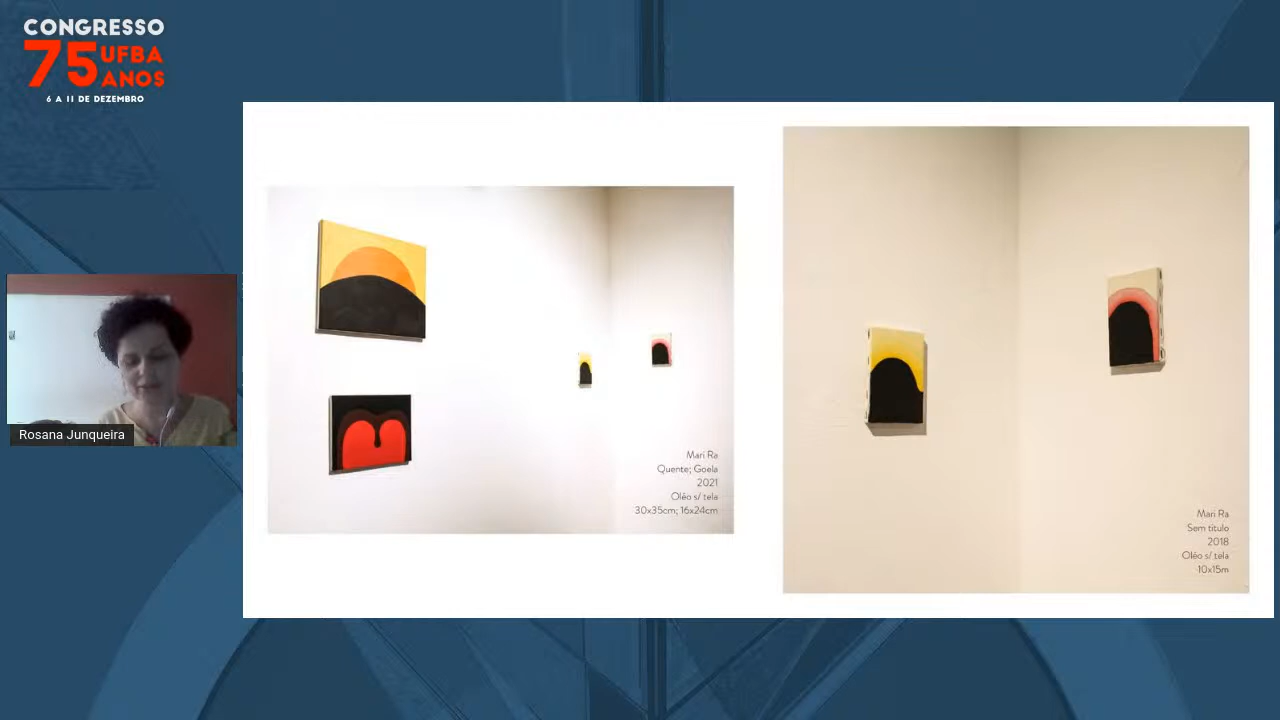 CONGRESSO
75 UFBA
ANOS
6 A 11 DE DEZEMBRO
Rosana Junqueira
Mari Ra
Quente; Goela
2021
Oléo s/ tela
30x35cm; 16x24cm
Mari Ra
Sem título
2018
Oléo s/ tela
10x15m